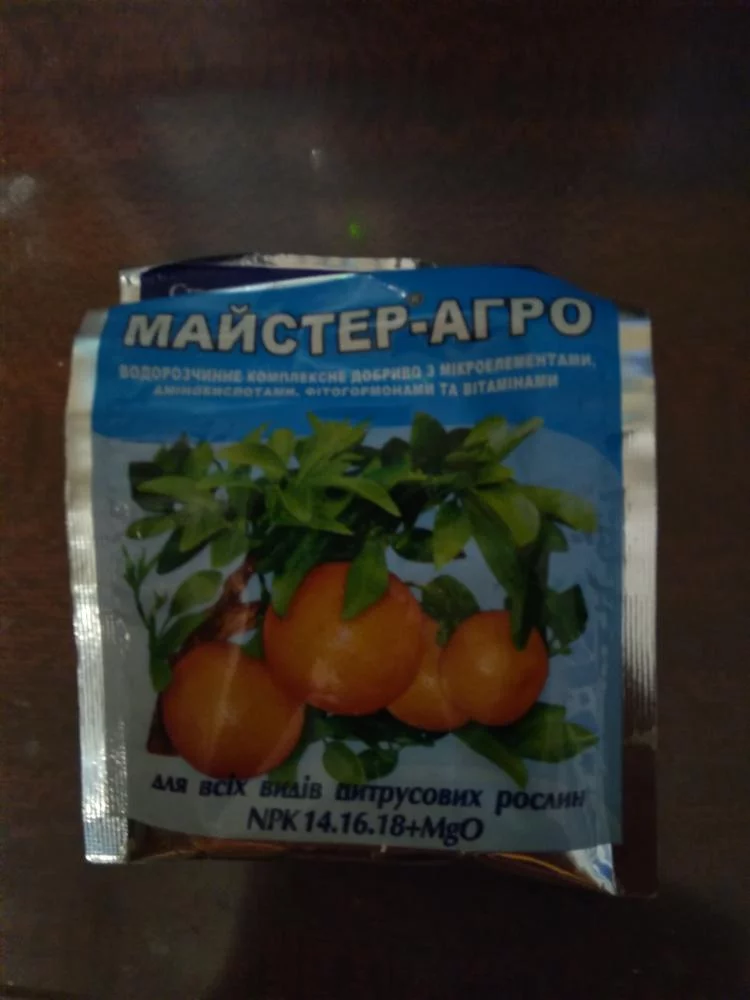 МАЙСТЕР-АГРО®
ВОДОРОЗЧИННЕ КОМПЛЕКСНЕ ДОБРИВО З МІКРОЕЛЕМЕНТАМИ,
АМІНОКИСЛОТАМИ, ФІТОГОРМОНАМИ ТА ВІТАМІНАМИ
для всіх видів цитрусових рослин
NPK 14.16.18+MgO